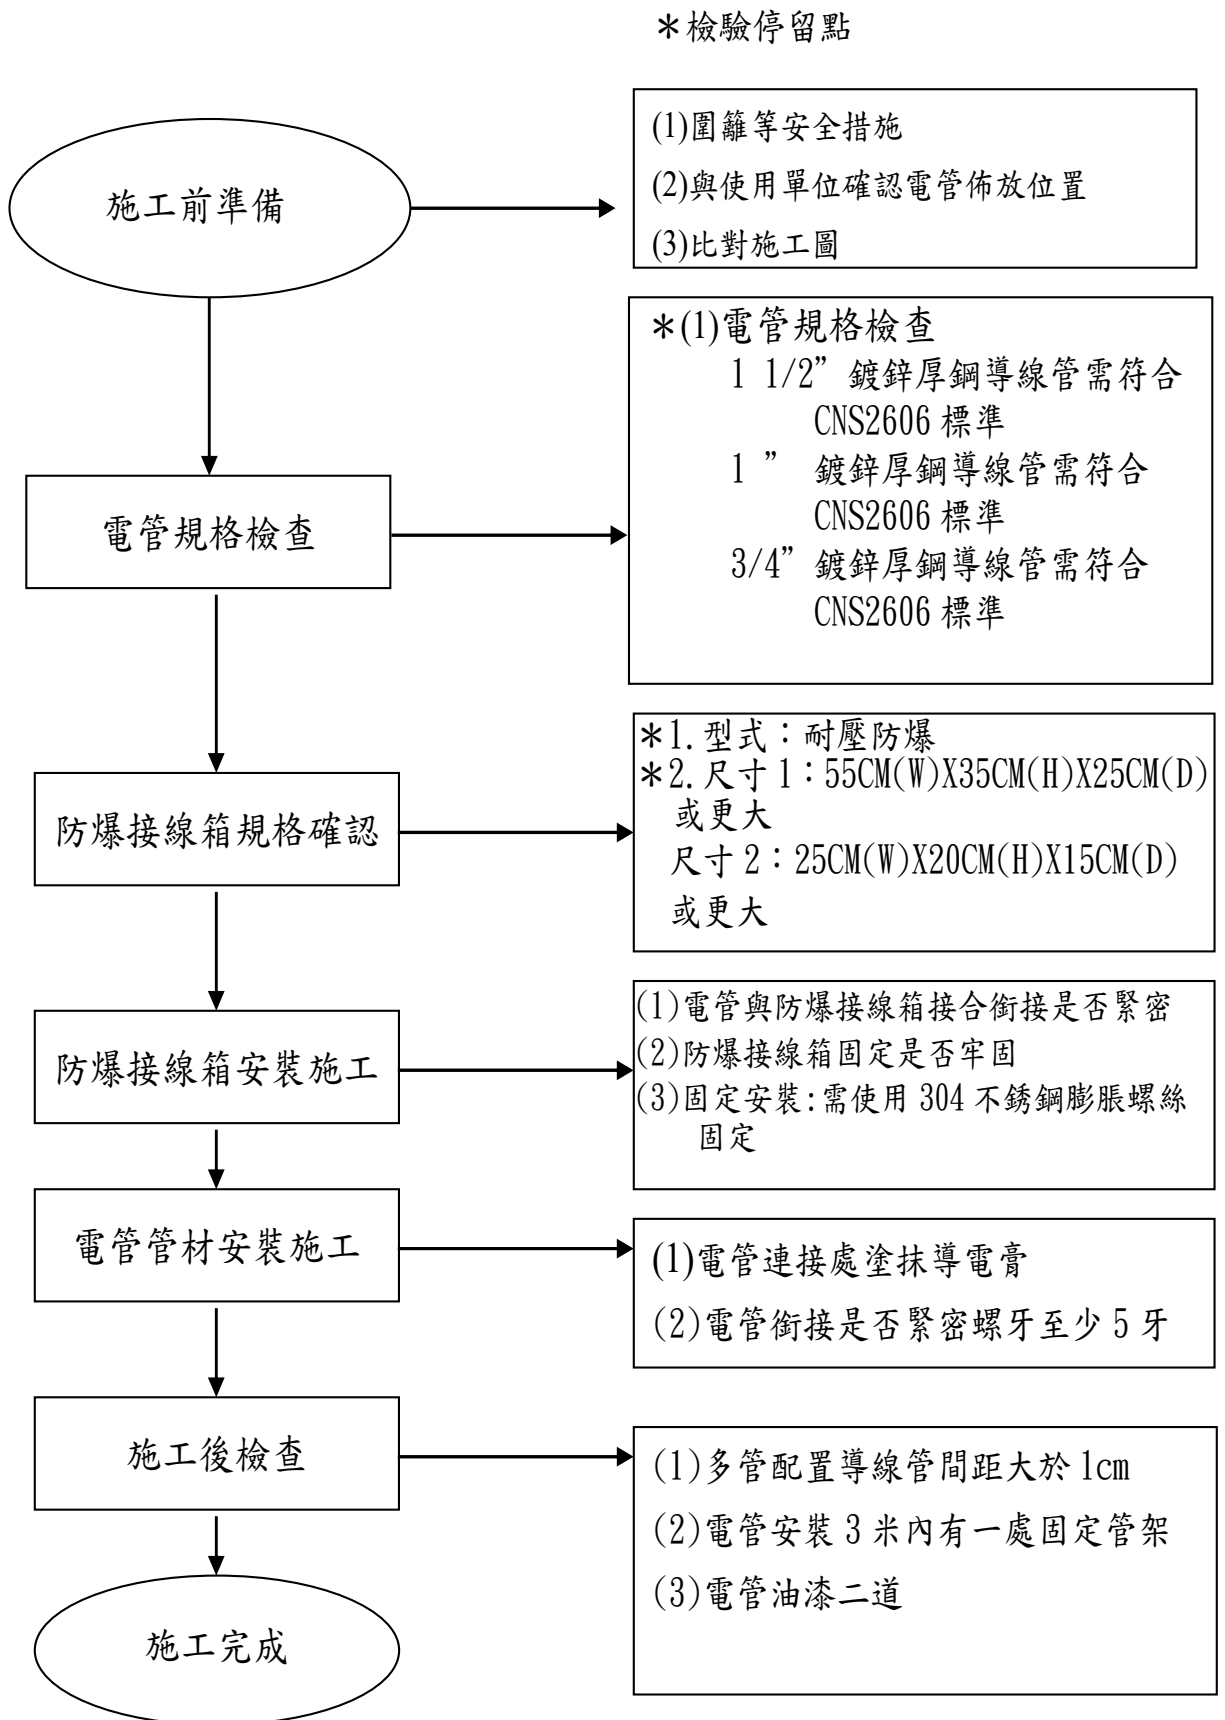 ＊檢驗停留點
施工前準備
(1)圍籬等安全措施
(2)與使用單位確認電管佈放位置
(3)比對施工圖
電管規格檢查
＊(1)電管規格檢查
1 1/2” 鍍鋅厚鋼導線管需符合
CNS2606 標準
1 ” 鍍鋅厚鋼導線管需符合
CNS2606 標準
3/4” 鍍鋅厚鋼導線管需符合
CNS2606 標準
防爆接線箱規格確認
＊1.型式：耐壓防爆
＊2.尺寸 1：55CM(W)X35CM(H)X25CM(D)
或更大
尺寸 2：25CM(W)X20CM(H)X15CM(D)
或更大
防爆接線箱安裝施工
(1)電管與防爆接線箱接合銜接是否緊密
(2)防爆接線箱固定是否牢固
(3)固定安裝:需使用 304 不銹鋼膨脹螺絲
固定
電管管材安裝施工
(1)電管連接處塗抹導電膏
(2)電管銜接是否緊密螺牙至少 5 牙
施工後檢查
(1)多管配置導線管間距大於 1cm
(2)電管安裝 3 米內有一處固定管架
(3)電管油漆二道
施工完成